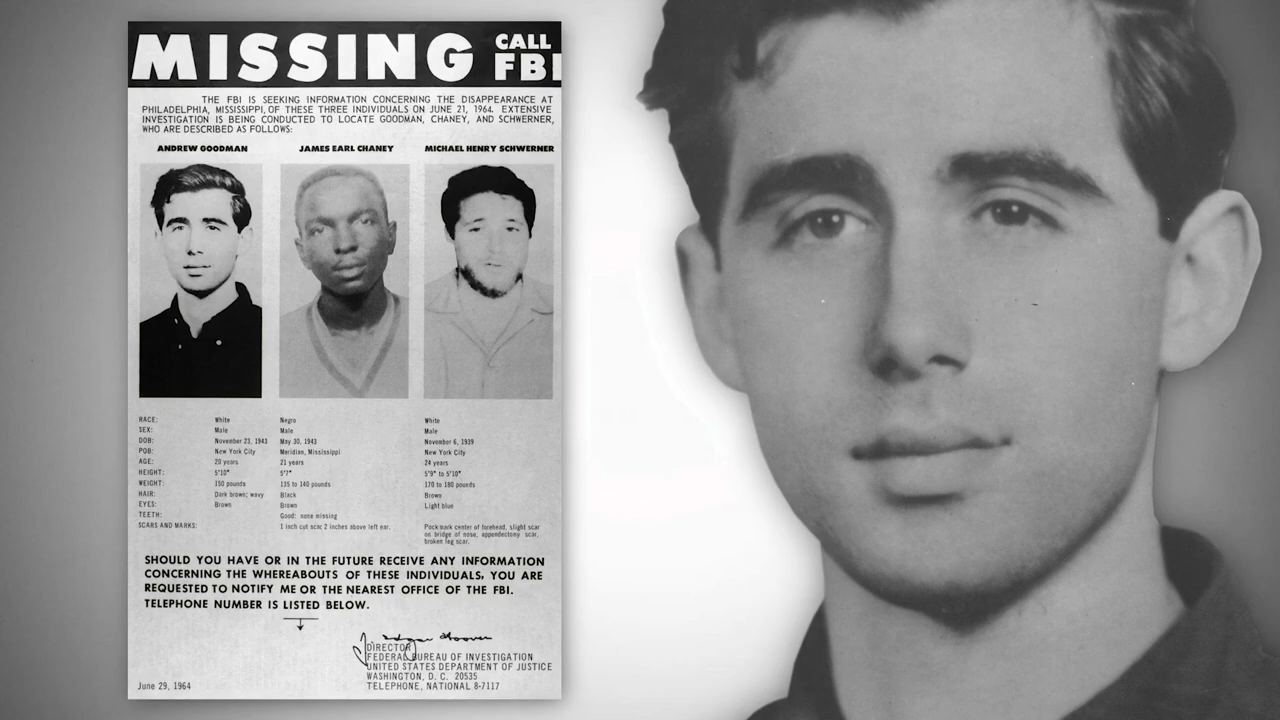 MISSING CALL FBI
THE FBI IS SEEKING INFORMATION CONCERNING THE DISAPPEARANCE AT
PHILADELPHIA, MISSISSIPPI, OF THESE THREE INDIVIDUALS ON JUNE 21, 1964. EXTENSIVE
INVESTIGATION IS BEING CONDUCTED TO LOCATE GOODMAN, CHANEY, AND SCHWERNER,
WHO ARE DESCRIBED AS FOLLOWS:
ANDREW GOODMAN JAMES EARL CHANEY MICHAEL HENRY SCHWERNER
RACE: White Negro White
SEX: Male Male Male
DOB: November 23, 1943 May 30, 1943 November 6, 1939
POB: New York City Meridian, Mississippi New York City
AGE: 20 years 21 years 24 years
HEIGHT: 5'10" 5'7" 5'9" to 5'10"
WEIGHT: 150 pounds 135 to 140 pounds 170 to 180 pounds
HAIR: Dark brown; wavy Black Brown
EYES: Brown Brown Light blue
TEETH: Good: none missing
SCARS AND MARKS: 1 inch cut scar 2 inches above left ear. Pock mark center of forehead, slight scar
on bridge of nose, appendectomy scar,
broken leg scar.
SHOULD YOU HAVE OR IN THE FUTURE RECEIVE ANY INFORMATION
CONCERNING THE WHEREABOUTS OF THESE INDIVIDUALS, YOU ARE
REQUESTED TO NOTIFY ME OR THE NEAREST OFFICE OF THE FBI.
TELEPHONE NUMBER IS LISTED BELOW.
J. Edgar Hoover
DIRECTOR
FEDERAL BUREAU OF INVESTIGATION
UNITED STATES DEPARTMENT OF JUSTICE
WASHINGTON, D. C. 20535
June 29, 1964 TELEPHONE, NATIONAL 8-7117